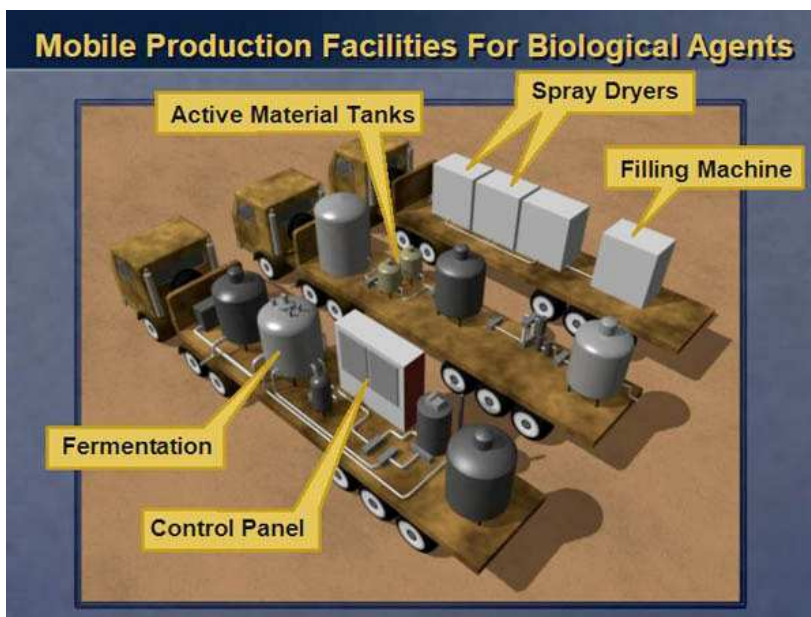 Mobile Production Facilities For Biological Agents
Active Material Tanks
Spray Dryers
Filling Machine
Fermentation
Control Panel